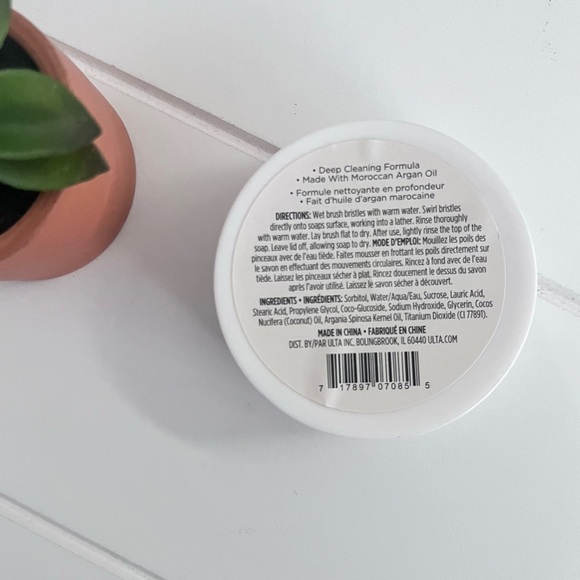 • Deep Cleaning Formula
• Made With Moroccan Argan Oil
• Formule nettoyante en profondeur
• Fait d'huile d'argan marocaine
DIRECTIONS: Wet brush bristles with warm water. Swirl bristles
directly onto soaps surface, working into a lather. Rinse thoroughly
with warm water. Lay brush flat to dry. After use, lightly rinse the top of the
soap. Leave lid off, allowing soap to dry. MODE D'EMPLOI: Mouillez les poils des
pinceaux avec de l'eau tiède. Faites mousser en frottant les poils directement sur
le savon en effectuant des mouvements circulaires. Rincez à fond avec de l'eau
tiède. Laissez les pinceaux sécher à plat. Rincez doucement le dessus du savon
après l'avoir utilisé. Laissez le savon sécher à découvert.
INGREDIENTS • INGRÉDIENTS: Sorbitol, Water/Aqua/Eau, Sucrose, Lauric Acid,
Stearic Acid, Propylene Glycol, Coco-Glucoside, Sodium Hydroxide, Glycerin, Cocos
Nucifera (Coconut) Oil, Argania Spinosa Kernel Oil, Titanium Dioxide (CI 77891).
MADE IN CHINA • FABRIQUÉ EN CHINE
DIST. BY/PAR ULTA INC. BOLINGBROOK, IL 60440 ULTA.COM
7 17897 07085 5